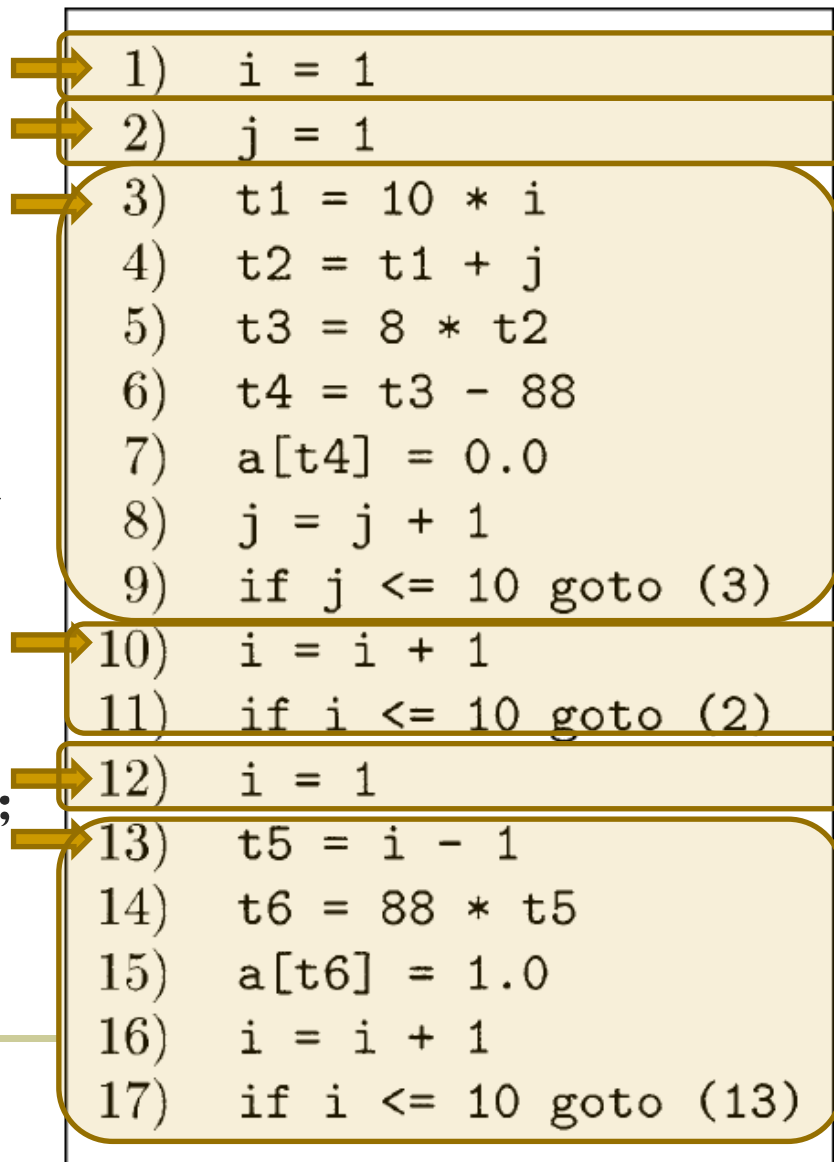 1) i = 1
2) j = 1
3) t1 = 10 * i
4) t2 = t1 + j
5) t3 = 8 * t2
6) t4 = t3 - 88
7) a[t4] = 0.0
8) j = j + 1
9) if j <= 10 goto (3)
10) i = i + 1
11) if i <= 10 goto (2)
12) i = 1
;
13) t5 = i - 1
14) t6 = 88 * t5
15) a[t6] = 1.0
16) i = i + 1
17) if i <= 10 goto (13)